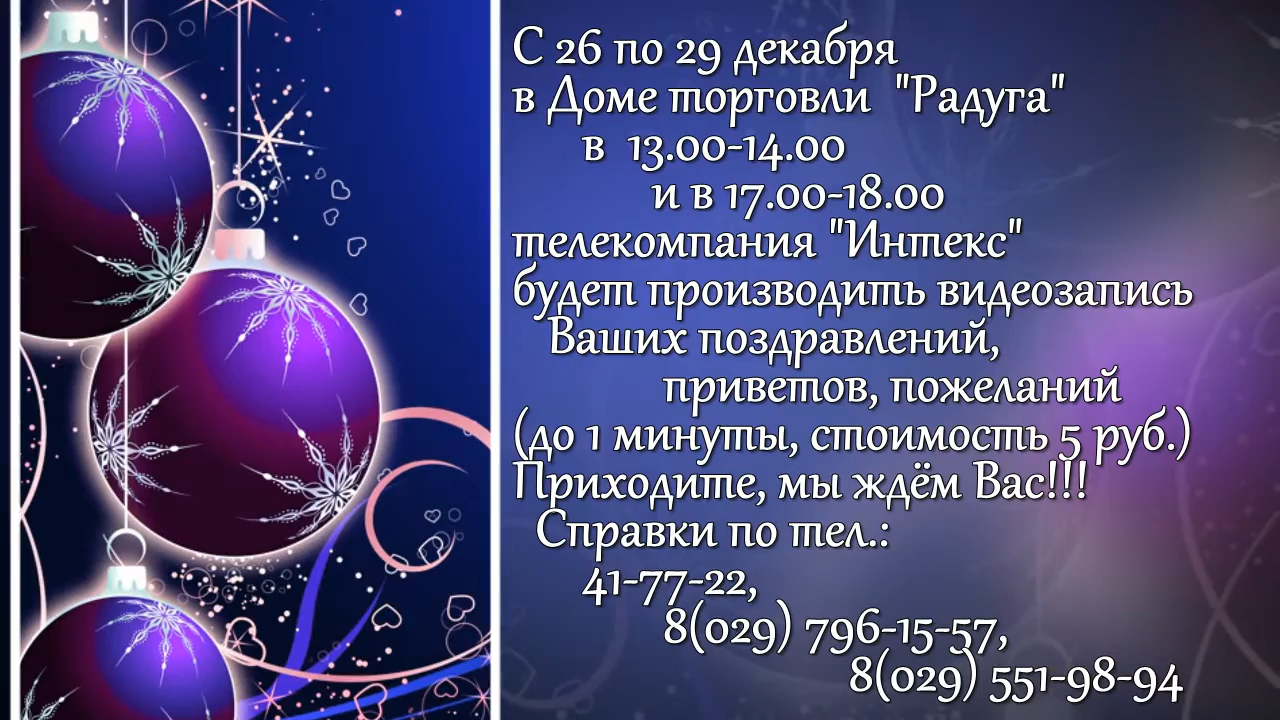 С 26 по 29 декабря
в Доме торговли "Радуга"
в 13.00-14.00
и в 17.00-18.00
телекомпания "Интекс"
будет производить видеозапись
Ваших поздравлений,
приветов, пожеланий
(до 1 минуты, стоимость 5 руб.)
Приходите, мы ждём Вас!!!
Справки по тел.:
41-77-22,
8(029) 796-15-57,
8(029) 551-98-94